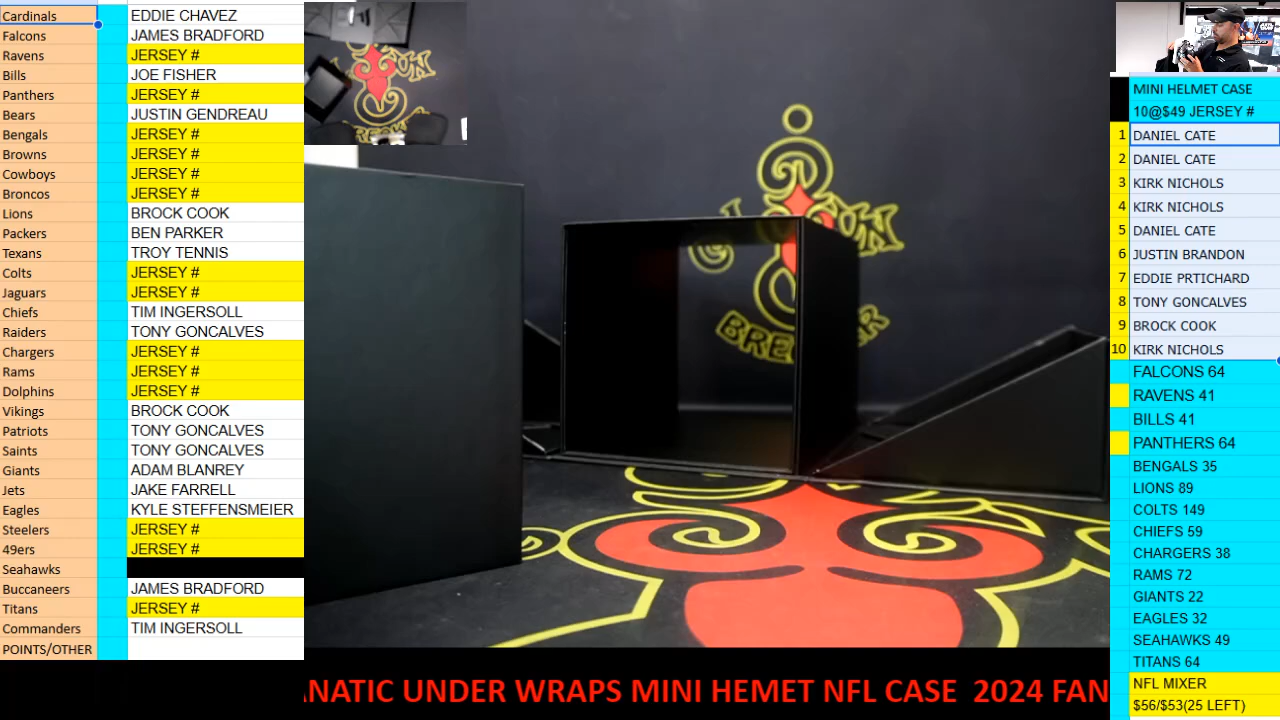 Cardinals EDDIE CHAVEZ
Falcons JAMES BRADFORD
Ravens JERSEY #
Bills JOE FISHER
Panthers JERSEY #
Bears JUSTIN GENDREAU
Bengals JERSEY #
Browns JERSEY #
Cowboys JERSEY #
Broncos JERSEY #
Lions BROCK COOK
Packers BEN PARKER
Texans TROY TENNIS
Colts JERSEY #
Jaguars JERSEY #
Chiefs TIM INGERSOLL
Raiders TONY GONCALVES
Chargers JERSEY #
Rams JERSEY #
Dolphins JERSEY #
Vikings BROCK COOK
Patriots TONY GONCALVES
Saints TONY GONCALVES
Giants ADAM BLANREY
Jets JAKE FARRELL
Eagles KYLE STEFFENSMEIER
Steelers JERSEY #
49ers JERSEY #
Seahawks
Buccaneers JAMES BRADFORD
Titans JERSEY #
Commanders TIM INGERSOLL
POINTS/OTHER
MINI HELMET CASE
10@$49 JERSEY #
1 DANIEL CATE
2 DANIEL CATE
3 KIRK NICHOLS
4 KIRK NICHOLS
5 DANIEL CATE
6 JUSTIN BRANDON
7 EDDIE PRTICHARD
8 TONY GONCALVES
9 BROCK COOK
10 KIRK NICHOLS
FALCONS 64
RAVENS 41
BILLS 41
PANTHERS 64
BENGALS 35
LIONS 89
COLTS 149
CHIEFS 59
CHARGERS 38
RAMS 72
GIANTS 22
EAGLES 32
SEAHAWKS 49
TITANS 64
NFL MIXER
$56/$53(25 LEFT)
ANATIC UNDER WRAPS MINI HEMET NFL CASE 2024 FAN